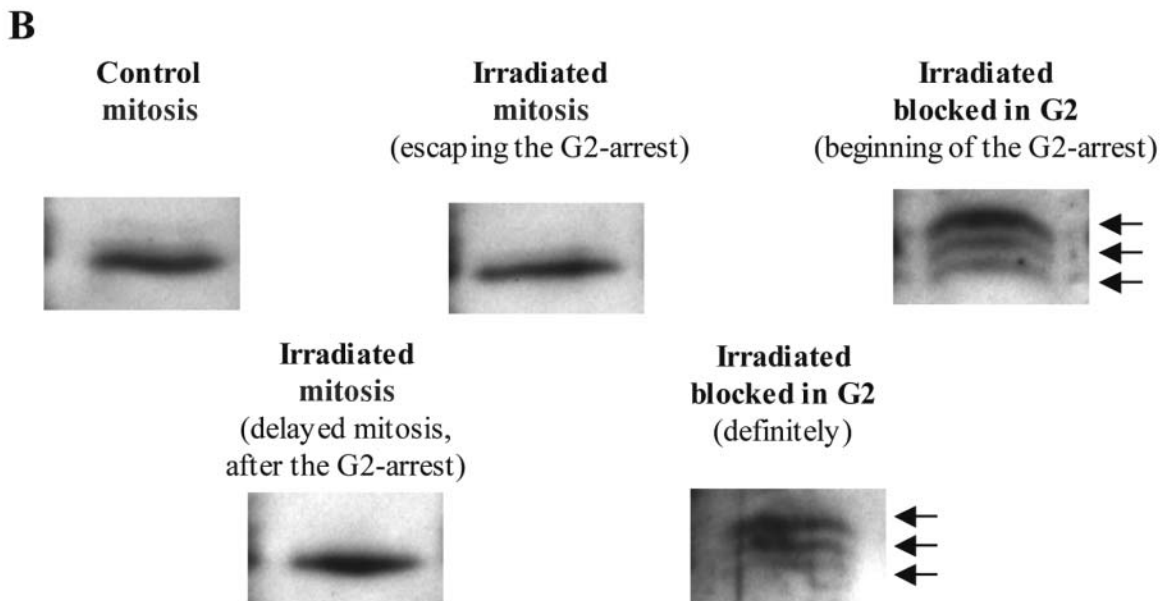 B
Control
mitosis
Irradiated
mitosis
(escaping the G2-arrest)
Irradiated
blocked in G2
(beginning of the G2-arrest)
Irradiated
mitosis
(delayed mitosis,
after the G2-arrest)
Irradiated
blocked in G2
(definitely)